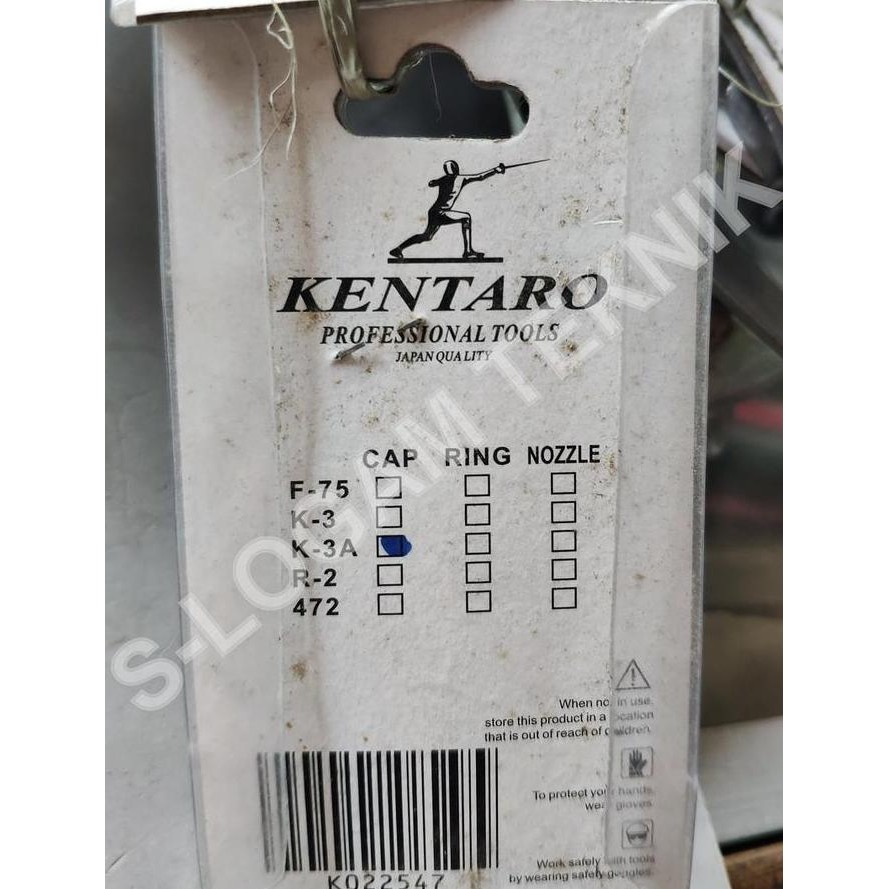 KENTARO
PROFESSIONAL TOOLS
JAPAN QUALITY
CAP RING NOZZLE
F-75
K-3
K-3A
R-2
472
When not in use,
store this product in a location
that is out of reach of children.
To protect your hands,
wear gloves
Work safely with tools
by wearing safety goggles.
K022547
S-LOGAM TEKNIK